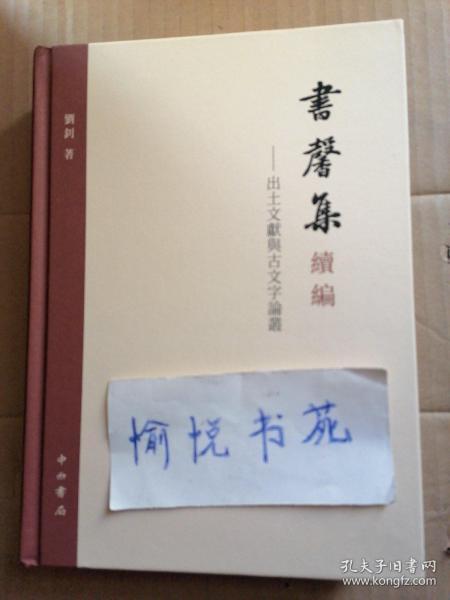 書馨集
續編
——出土文獻與古文字論叢
劉釗 著
中西書局
愉悦书苑
孔夫子旧书网
www.kongfz.com